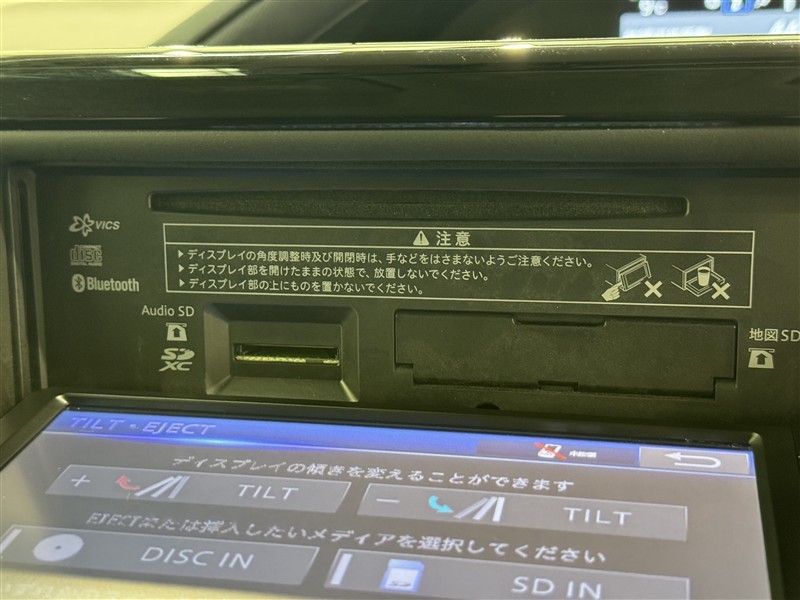 VICS
disc
DIGITAL AUDIO
Bluetooth
注意
ディスプレイの角度調整時及び開閉時は、手などをはさまないようご注意ください。
ディスプレイ部を開けたままの状態で、放置しないでください。
ディスプレイ部の上にものを置かないでください。
Audio SD
SD
XC
地図SD
TILT・EJECT
ディスプレイの傾きを変えることができます
+ TILT
− TILT
EJECTまたは挿入したいメディアを選択してください
DISC IN
SD IN